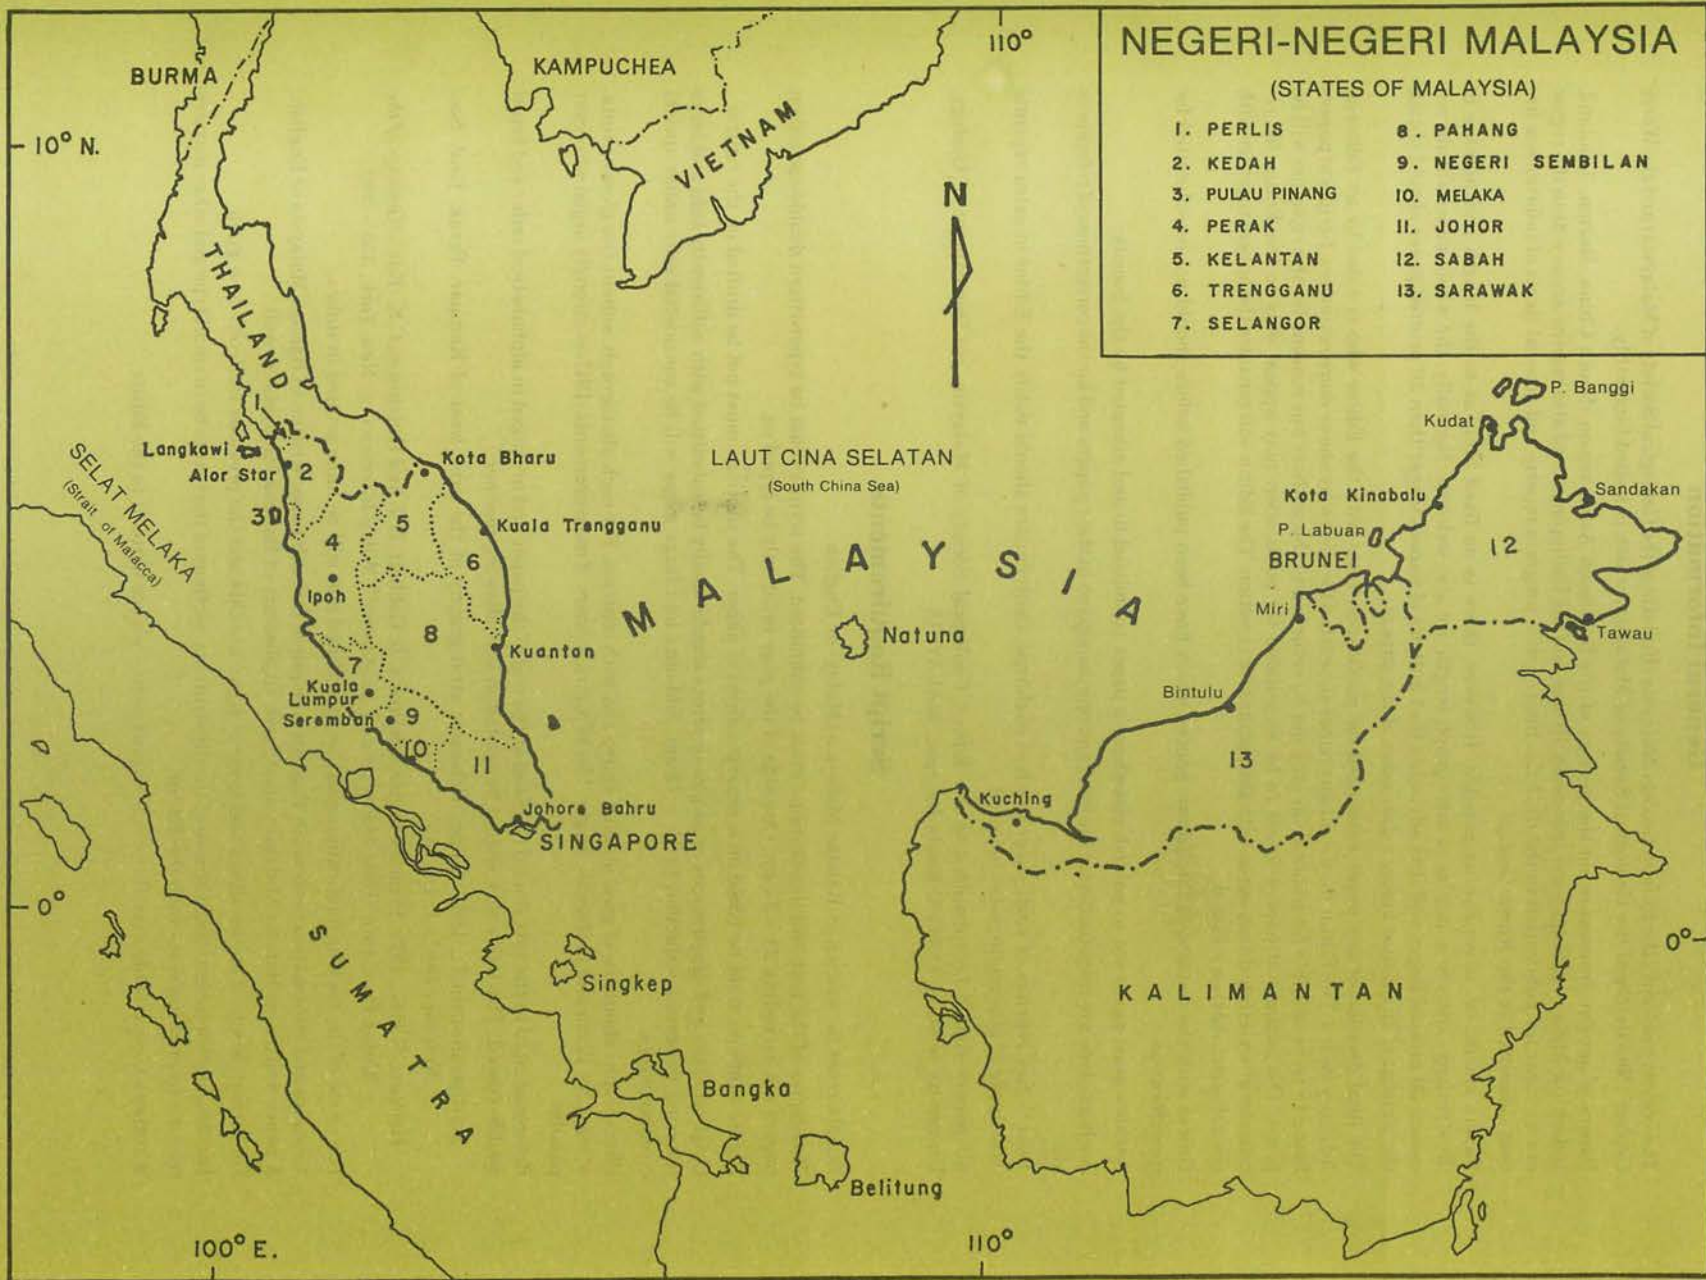 NEGERI-NEGERI MALAYSIA
(STATES OF MALAYSIA)
1. PERLIS
2. KEDAH
3. PULAU PINANG
4. PERAK
5. KELANTAN
6. TRENGGANU
7. SELANGOR
8. PAHANG
9. NEGERI SEMBILAN
10. MELAKA
11. JOHOR
12. SABAH
13. SARAWAK
110°
BURMA
KAMPUCHEA
10° N.
VIETNAM
N
THAILAND
P. Banggi
Kudat
Langkawi
Alor Star
2
Kota Bharu
LAUT CINA SELATAN
(South China Sea)
SELAT MELAKA
(Strait of Malacca)
Kota Kinabalu
Sandakan
3
4
5
Kuala Trengganu
6
P. Labuan
BRUNEI
12
MALAYSIA
Ipoh
8
Natuna
Miri
Tawau
Kuantan
7
Kuala
Lumpur
Seremban
9
10
11
Bintulu
13
Kuching
Johore Bahru
SINGAPORE
0°
0°
SUMATRA
Singkep
KALIMANTAN
Bangka
Belitung
100° E.
110°